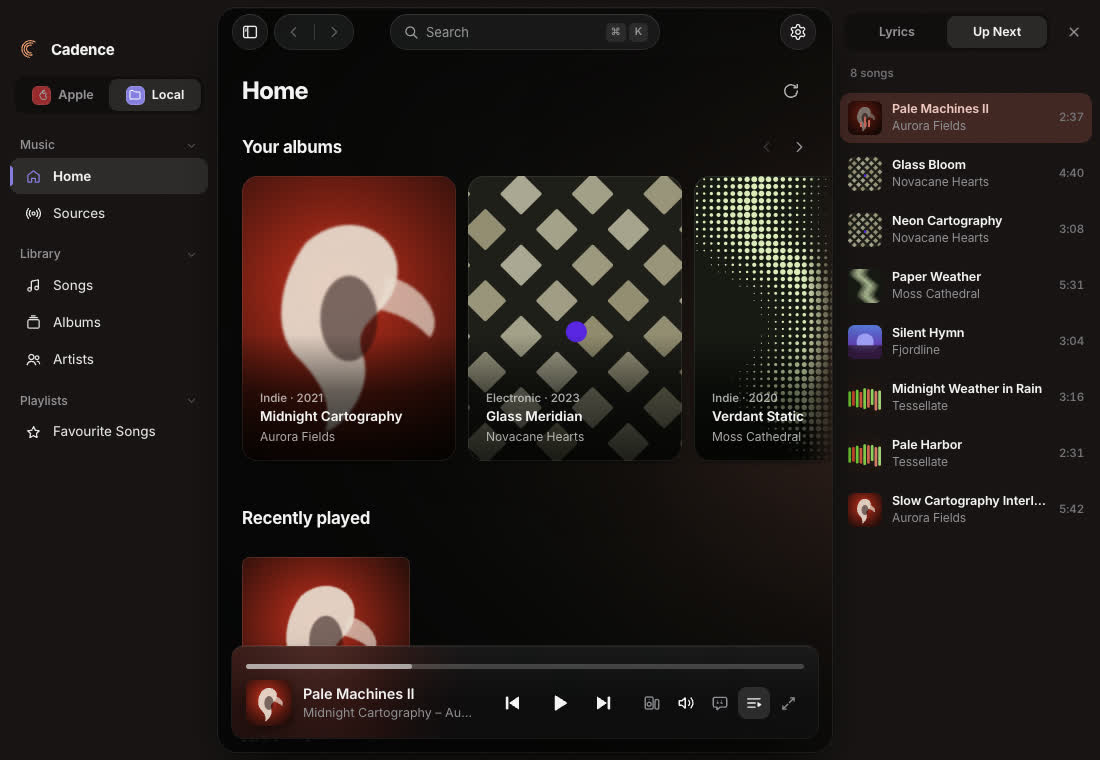 Cadence
Apple
Local
Music
Home
Sources
Library
Songs
Albums
Artists
Playlists
Favourite Songs
Search
⌘ K
Home
Your albums
Indie · 2021
Midnight Cartography
Aurora Fields
Electronic · 2023
Glass Meridian
Novacane Hearts
Indie · 2020
Verdant Static
Moss Cathedral
Recently played
Pale Machines II
Midnight Cartography – Au...
Lyrics
Up Next
8 songs
Pale Machines II
Aurora Fields
2:37
Glass Bloom
Novacane Hearts
4:40
Neon Cartography
Novacane Hearts
3:08
Paper Weather
Moss Cathedral
5:31
Silent Hymn
Fjordline
3:04
Midnight Weather in Rain
Tessellate
3:16
Pale Harbor
Tessellate
2:31
Slow Cartography Interl...
Aurora Fields
5:42